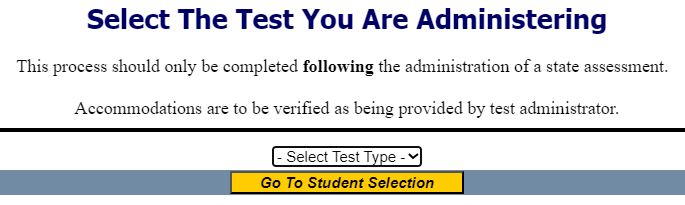 Select The Test You Are Administering
This process should only be completed following the administration of a state assessment.
Accommodations are to be verified as being provided by test administrator.
- Select Test Type -
Go To Student Selection